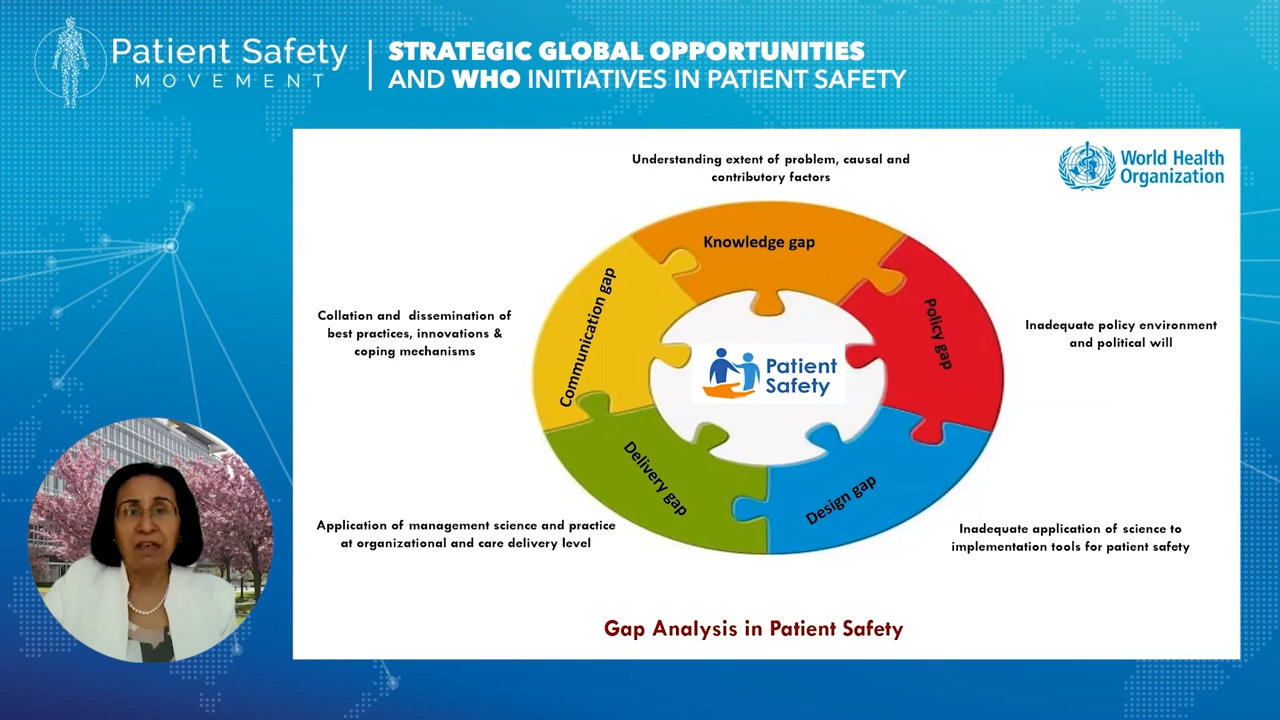 Patient Safety
MOVEMENT
STRATEGIC GLOBAL OPPORTUNITIES
AND WHO INITIATIVES IN PATIENT SAFETY
World Health
Organization
Understanding extent of problem, causal and
contributory factors
Knowledge gap
Communication gap
Policy gap
Collation and dissemination of
best practices, innovations &
coping mechanisms
Inadequate policy environment
and political will
Patient
Safety
Delivery gap
Design gap
Application of management science and practice
at organizational and care delivery level
Inadequate application of science to
implementation tools for patient safety
Gap Analysis in Patient Safety